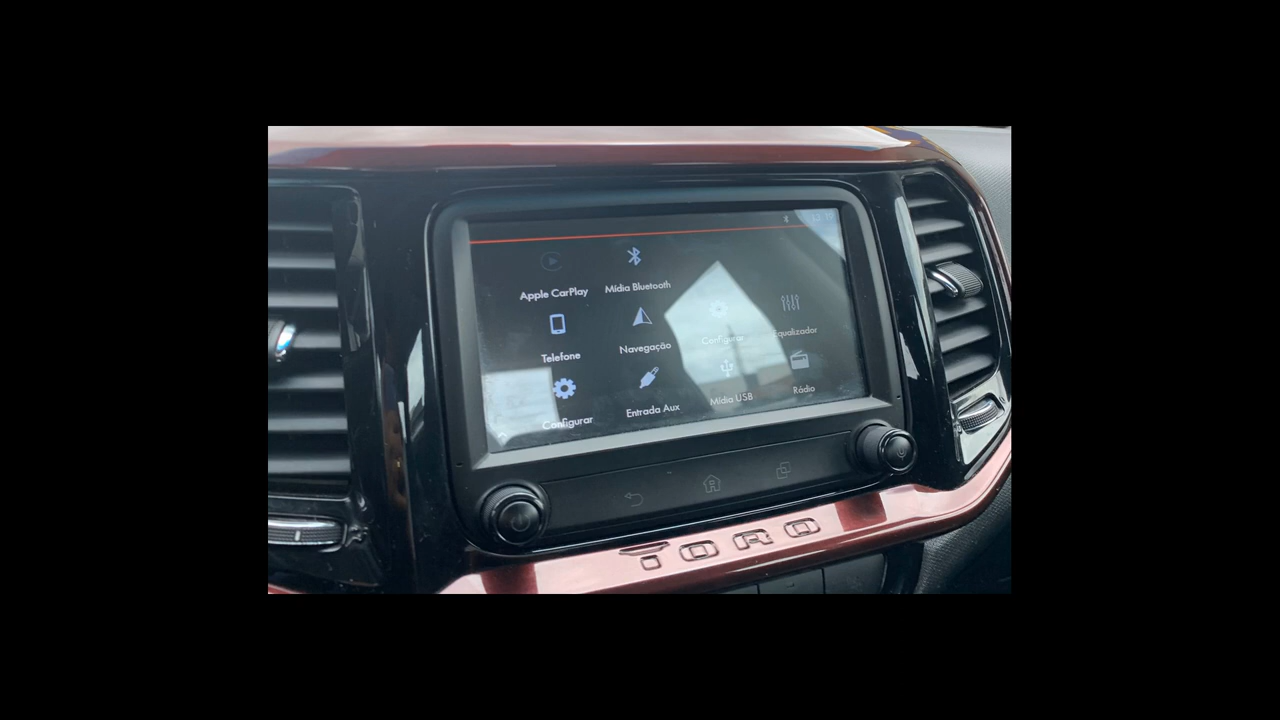 Apple CarPlay
Mídia Bluetooth
Telefone
Navegação
Configurar
Equalizador
Configurar
Entrada Aux
Mídia USB
Rádio
TORO